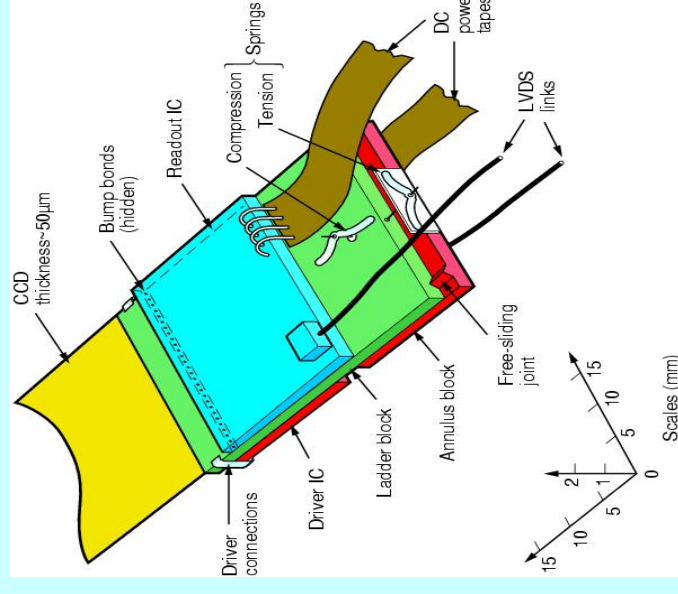 CCD
thickness~50µm
Bump bonds
(hidden)
Readout IC
Compression
Tension
Springs
DC
powe
tapes
LVDS
links
Driver
connections
Driver IC
Ladder block
Annulus block
Free-sliding
joint
15
10
5
2
1
0
5
10
15
Scales (mm)